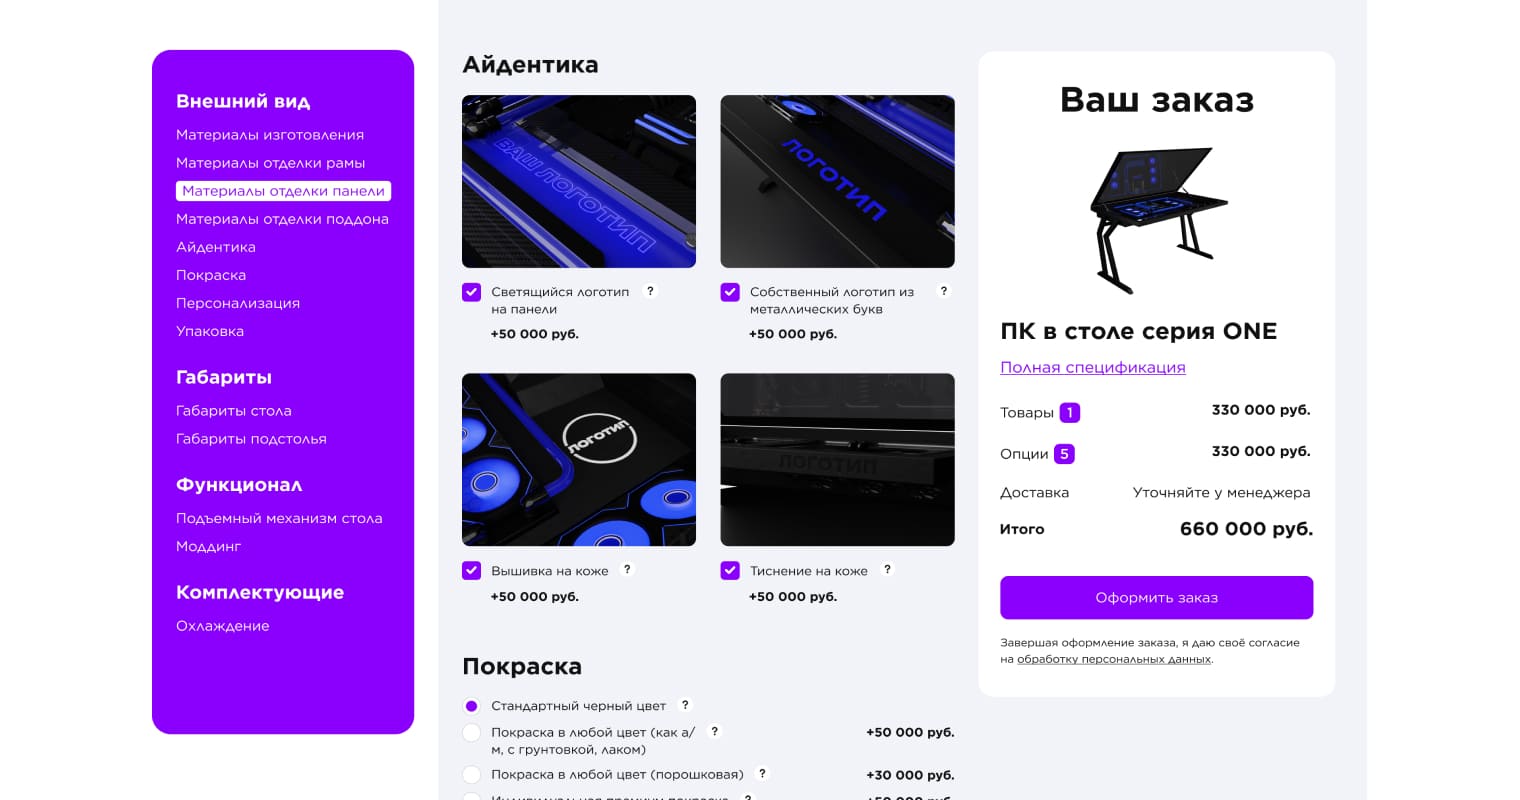 Внешний вид
Материалы изготовления
Материалы отделки рамы
Материалы отделки панели
Материалы отделки поддона
Айдентика
Покраска
Персонализация
Упаковка
Габариты
Габариты стола
Габариты подстолья
Функционал
Подъемный механизм стола
Моддинг
Комплектующие
Охлаждение
Айдентика
ВАШ ЛОГОТИП
ЛОГОТИП
Светящийся логотип ?
на панели
+50 000 руб.
Собственный логотип из ?
металлических букв
+50 000 руб.
ЛОГОТИП
ЛОГОТИП
Вышивка на коже ?
+50 000 руб.
Тиснение на коже ?
+50 000 руб.
Покраска
Стандартный черный цвет ?
Покраска в любой цвет (как а/ ? +50 000 руб.
м, с грунтовкой, лаком)
Покраска в любой цвет (порошковая) ? +30 000 руб.
Индивидуальная премиум покраска ? +50 000 руб.
Ваш заказ
ПК в столе серия ONE
Полная спецификация
Товары 1 330 000 руб.
Опции 5 330 000 руб.
Доставка Уточняйте у менеджера
Итого 660 000 руб.
Оформить заказ
Завершая оформление заказа, я даю своё согласие
на обработку персональных данных.